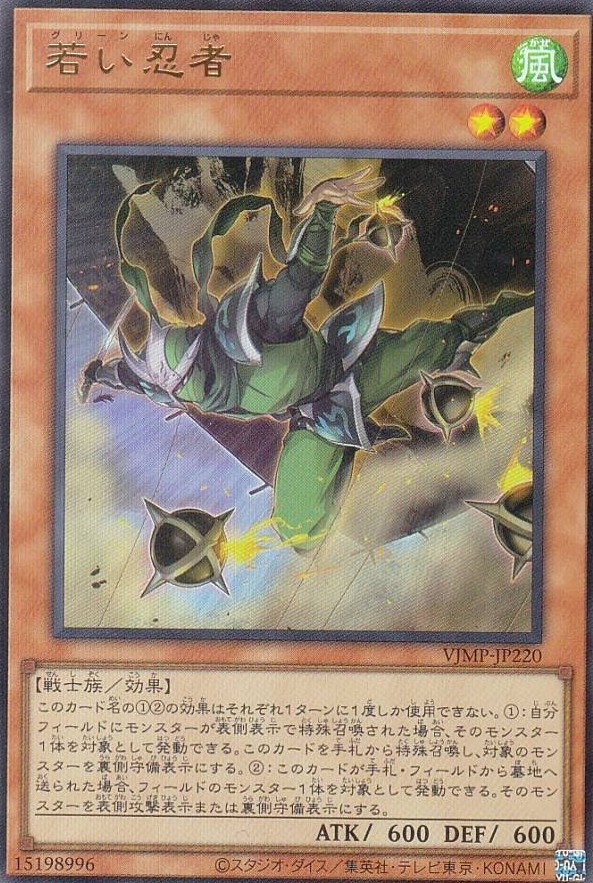 グリーン にんじゃ
若い忍者
かぜ
風
VJMP-JP220
【戦士族／効果】
このカード名の①②の効果はそれぞれ1ターンに1度しか使用できない。①：自分
フィールドにモンスターが表側表示で特殊召喚された場合、そのモンスター
1体を対象として発動できる。このカードを手札から特殊召喚し、対象のモン
スターを裏側守備表示にする。②：このカードが手札・フィールドから墓地へ
送られた場合、フィールドのモンスター1体を対象として発動できる。そのモン
スターを表側攻撃表示または裏側守備表示にする。
ATK/ 600 DEF/ 600
15198996
©スタジオ・ダイス／集英社・テレビ東京・KONAMI